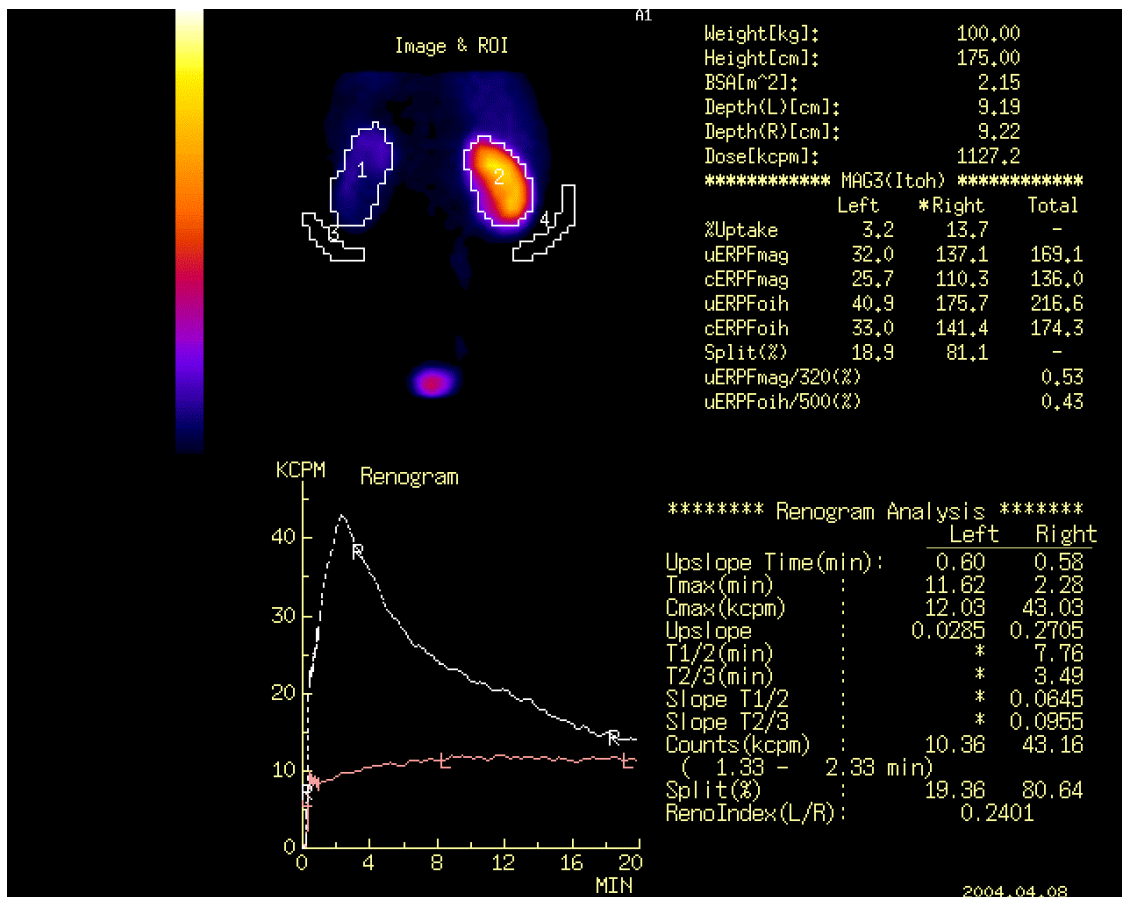 A1
Image & ROI
1
2
3
4
Weight[kg]: 100.00
Height[cm]: 175.00
BSA[m^2]: 2.15
Depth(L)[cm]: 9.19
Depth(R)[cm]: 9.22
Dose[kcpm]: 1127.2
************ MAG3(Itoh) ************
Left *Right Total
%Uptake 3.2 13.7 -
uERPFmag 32.0 137.1 169.1
cERPFmag 25.7 110.3 136.0
uERPFoih 40.9 175.7 216.6
cERPFoih 33.0 141.4 174.3
Split(%) 18.9 81.1 -
uERPFmag/320(%) 0.53
uERPFoih/500(%) 0.43
KCPM Renogram
40
30
20
10
0
R
R
L
L
0 4 8 12 16 20
MIN
******** Renogram Analysis *******
Left Right
Upslope Time(min): 0.60 0.58
Tmax(min) : 11.62 2.28
Cmax(kcpm) : 12.03 43.03
Upslope : 0.0285 0.2705
T1/2(min) : * 7.76
T2/3(min) : * 3.49
Slope T1/2 : * 0.0645
Slope T2/3 : * 0.0955
Counts(kcpm) : 10.36 43.16
( 1.33 - 2.33 min)
Split(%) : 19.36 80.64
RenoIndex(L/R): 0.2401
2004.04.08